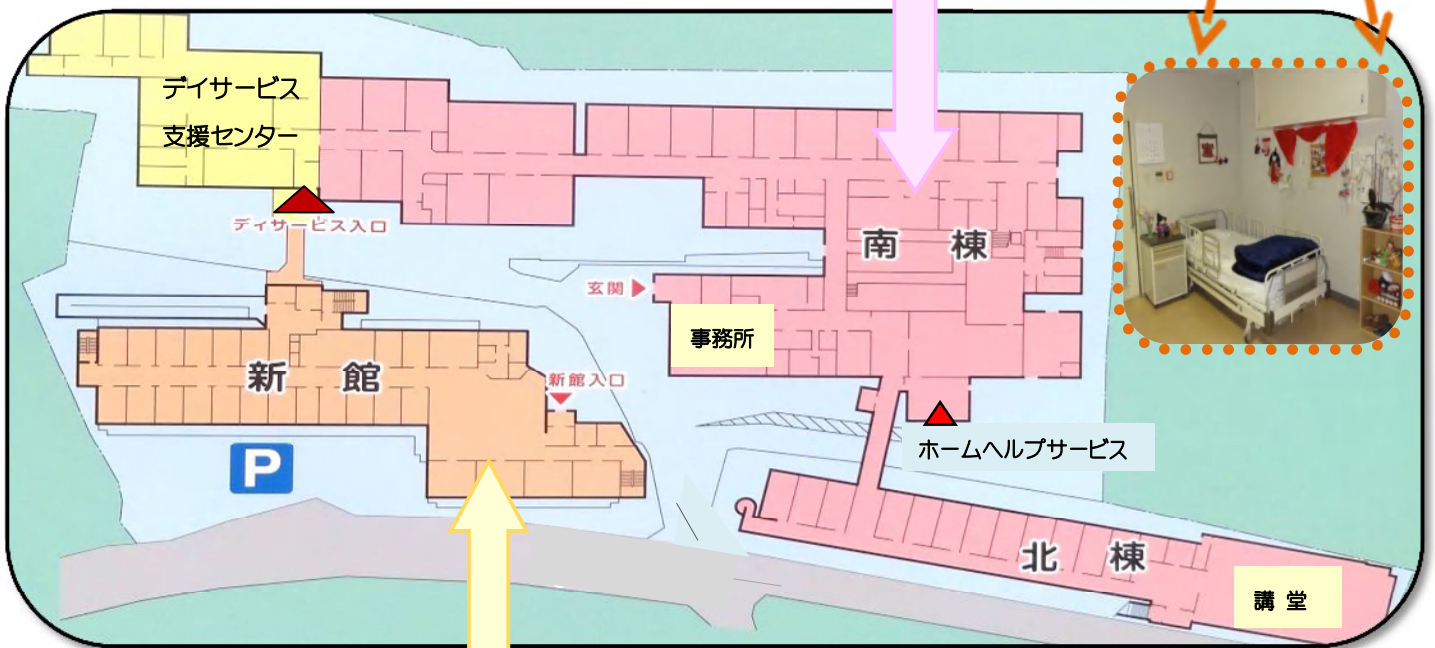 デイサービス
支援センター
デイサービス入口
南棟
玄関
事務所
新館
新館入口
P
ホームヘルプサービス
北棟
講堂